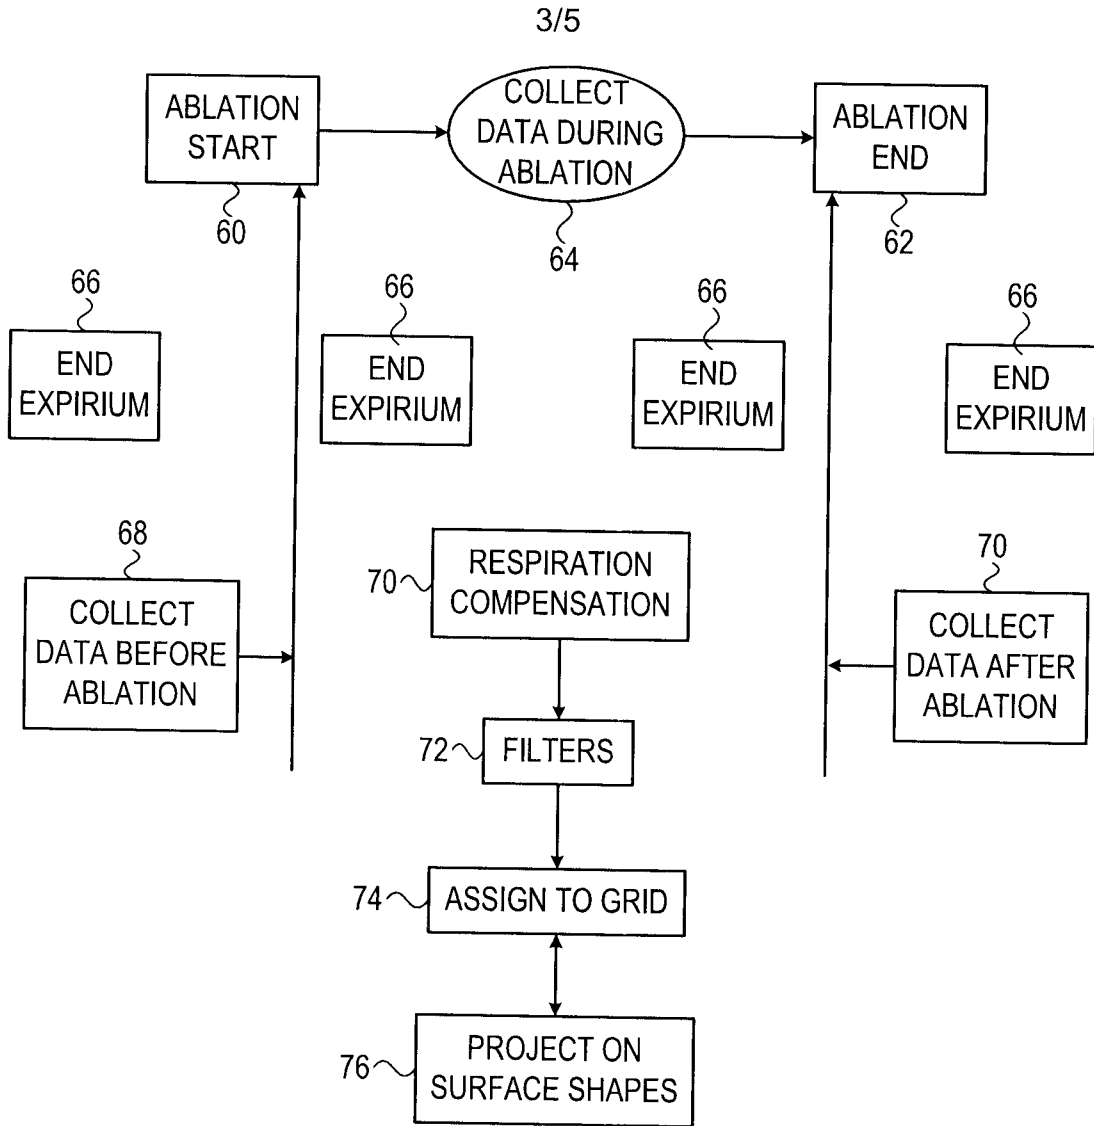 3/5
ABLATION
START
COLLECT
DATA DURING
ABLATION
ABLATION
END
60
64
62
66
66
66
66
END
EXPIRIUM
END
EXPIRIUM
END
EXPIRIUM
END
EXPIRIUM
68
COLLECT
DATA BEFORE
ABLATION
70
RESPIRATION
COMPENSATION
70
COLLECT
DATA AFTER
ABLATION
72
FILTERS
74
ASSIGN TO GRID
76
PROJECT ON
SURFACE SHAPES